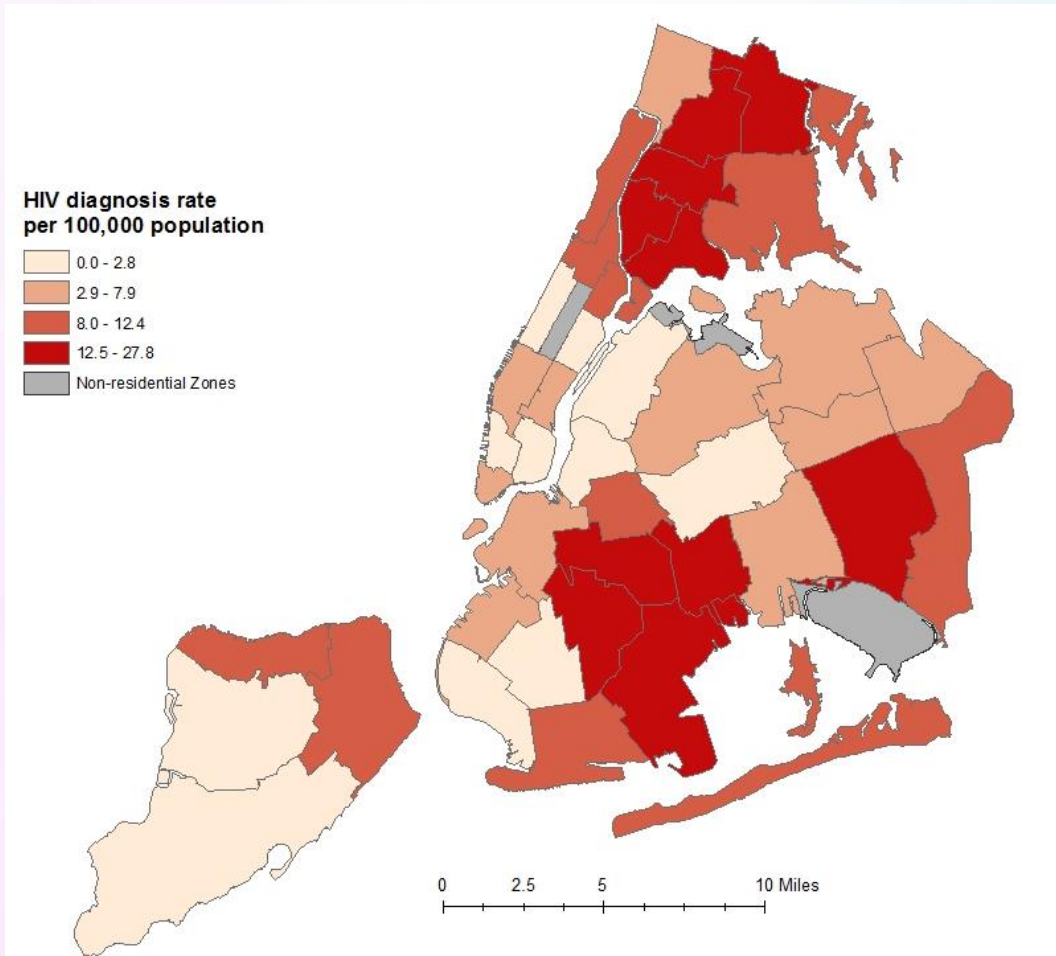 HIV diagnosis rate
per 100,000 population
0.0 - 2.8
2.9 - 7.9
8.0 - 12.4
12.5 - 27.8
Non-residential Zones
0 2.5 5 10 Miles